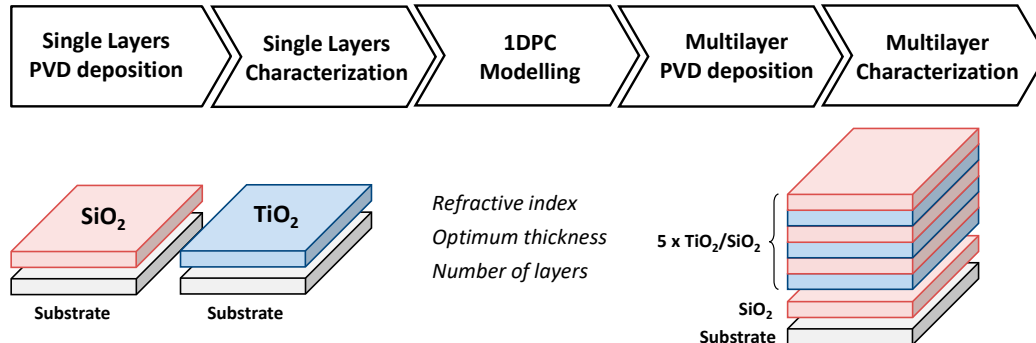 Single Layers
PVD deposition
Single Layers
Characterization
1DPC
Modelling
Multilayer
PVD deposition
Multilayer
Characterization
SiO₂
TiO₂
Substrate
Substrate
Refractive index
Optimum thickness
Number of layers
5 x TiO₂/SiO₂
SiO₂
Substrate